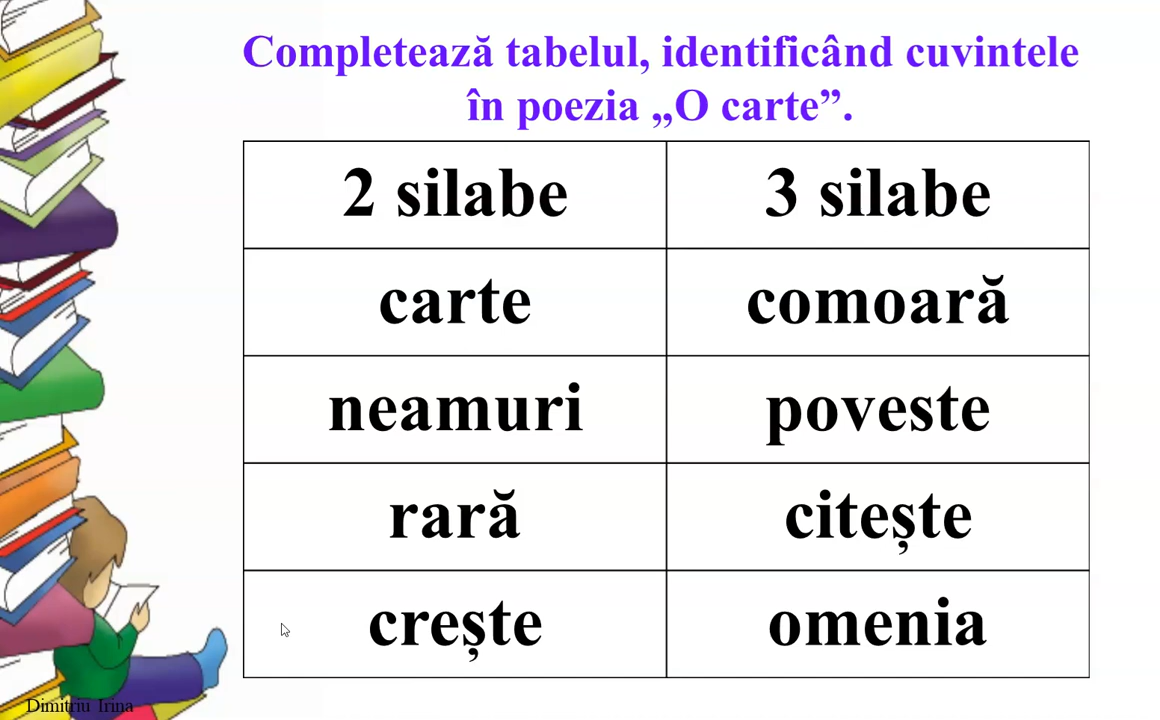 Completează tabelul, identificând cuvintele
în poezia „O carte”.
2 silabe 3 silabe
carte comoară
neamuri poveste
rară citește
crește omenia
Dimitriu Irina